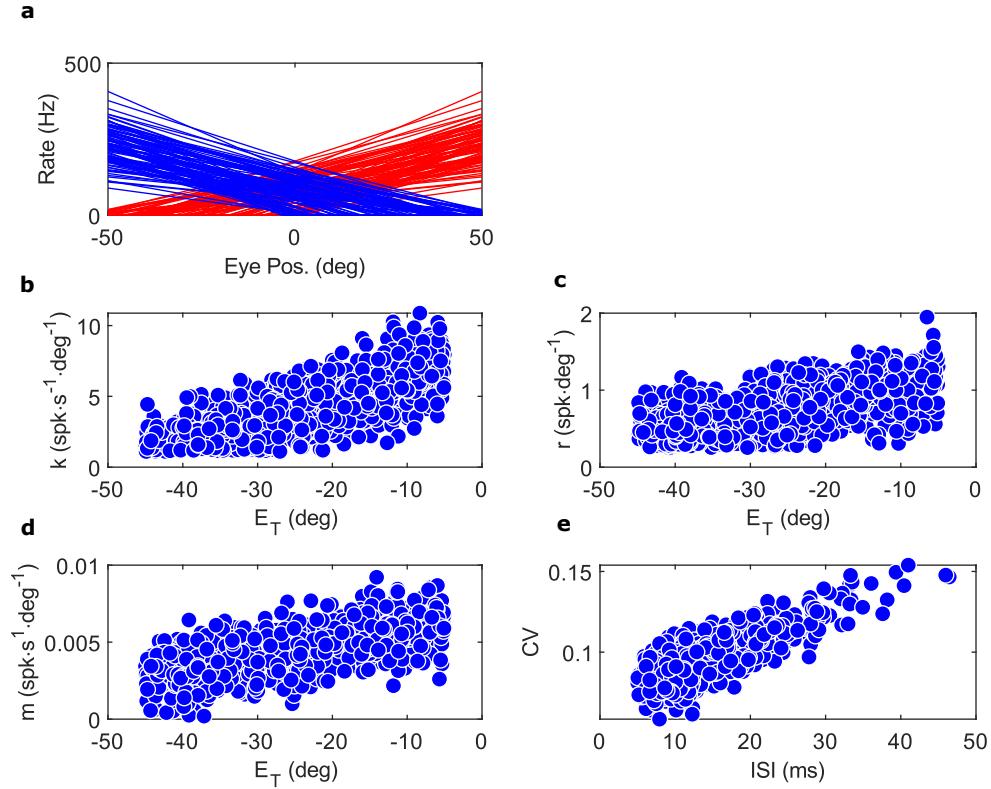 a
500
Rate (Hz)
0
-50
0
50
Eye Pos. (deg)
b
10
k (spk·s⁻¹·deg⁻¹)
5
0
-50
-40
-30
-20
-10
0
E_T (deg)
c
2
r (spk·deg⁻¹)
1
0
-50
-40
-30
-20
-10
0
E_T (deg)
d
0.01
m (spk·s⁻¹·deg⁻¹)
0.005
0
-50
-40
-30
-20
-10
0
E_T (deg)
e
0.15
CV
0.1
0
10
20
30
40
50
ISI (ms)